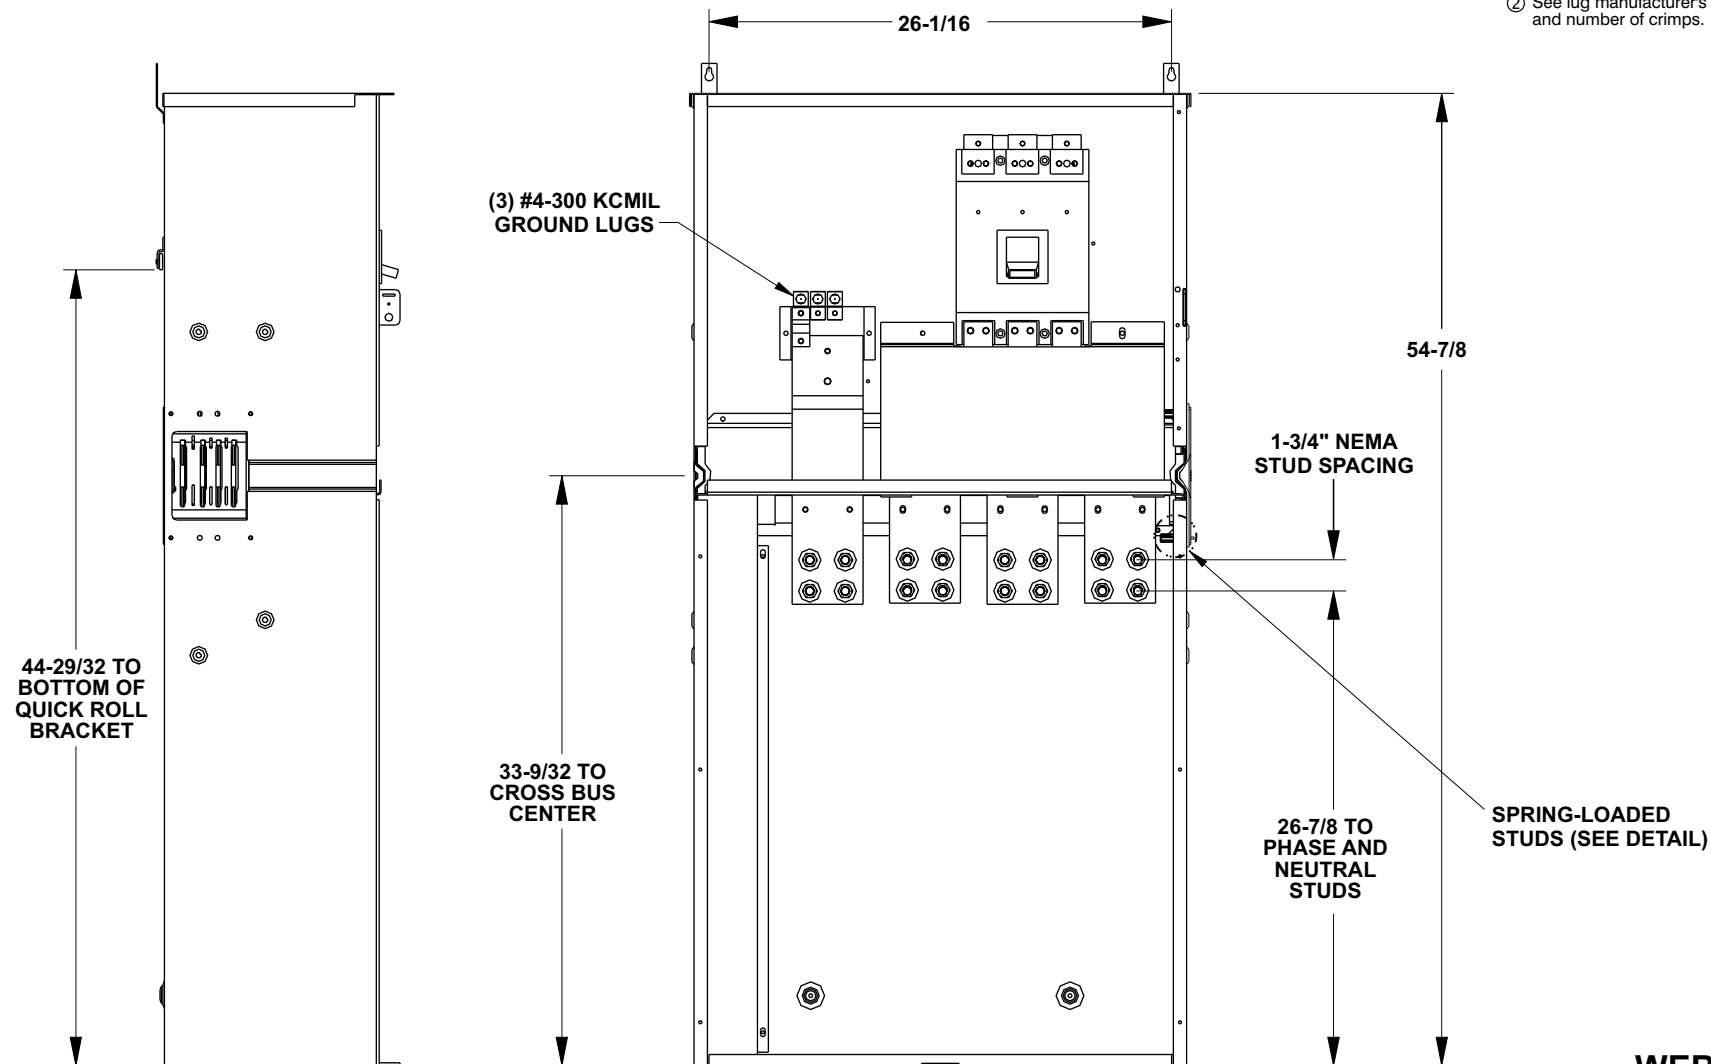 ② See lug manufacturer's
and number of crimps.
26-1/16
(3) #4-300 KCMIL
GROUND LUGS
54-7/8
1-3/4" NEMA
STUD SPACING
44-29/32 TO
BOTTOM OF
QUICK ROLL
BRACKET
33-9/32 TO
CROSS BUS
CENTER
26-7/8 TO
PHASE AND
NEUTRAL
STUDS
SPRING-LOADED
STUDS (SEE DETAIL)